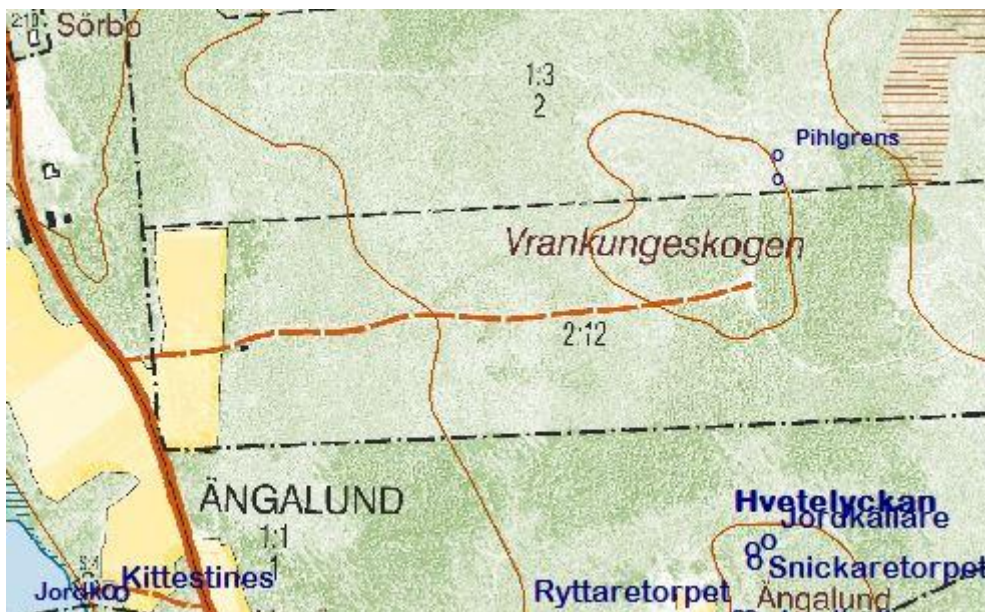 Sörbo
1:3
2
Pihlgrens
Vrankungeskogen
2:12
ÄNGALUND
1:1
1
Hvetelyckan
Jordkällare
Snickaretorpet
Kittestines
Ryttaretorpet
Ängalund